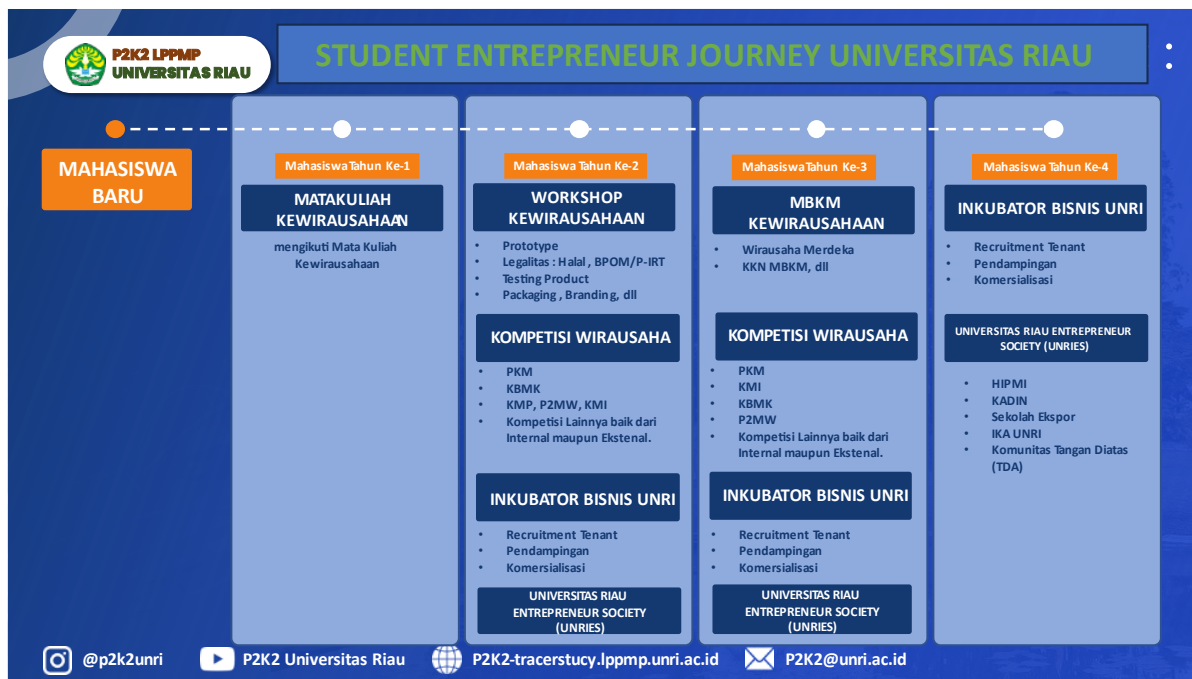 P2K2 LPPMP
UNIVERSITAS RIAU
STUDENT ENTREPRENEUR JOURNEY UNIVERSITAS RIAU
MAHASISWA
BARU
Mahasiswa Tahun Ke-1
MATAKULIAH
KEWIRAUSAHAAN
mengikuti Mata Kuliah
Kewirausahaan
Mahasiswa Tahun Ke-2
WORKSHOP
KEWIRAUSAHAAN
• Prototype
• Legalitas : Halal , BPOM/P-IRT
• Testing Product
• Packaging , Branding, dll
KOMPETISI WIRAUSAHA
• PKM
• KBMK
• KMP, P2MW, KMI
• Kompetisi Lainnya baik dari
Internal maupun Ekstenal.
INKUBATOR BISNIS UNRI
• Recruitment Tenant
• Pendampingan
• Komersialisasi
UNIVERSITAS RIAU
ENTREPRENEUR SOCIETY
(UNRIES)
Mahasiswa Tahun Ke-3
MBKM
KEWIRAUSAHAAN
• Wirausaha Merdeka
• KKN MBKM, dll
KOMPETISI WIRAUSAHA
• PKM
• KMI
• KBMK
• P2MW
• Kompetisi Lainnya baik dari
Internal maupun Ekstenal.
INKUBATOR BISNIS UNRI
• Recruitment Tenant
• Pendampingan
• Komersialisasi
UNIVERSITAS RIAU
ENTREPRENEUR SOCIETY
(UNRIES)
Mahasiswa Tahun Ke-4
INKUBATOR BISNIS UNRI
• Recruitment Tenant
• Pendampingan
• Komersialisasi
UNIVERSITAS RIAU ENTREPRENEUR
SOCIETY (UNRIES)
• HIPMI
• KADIN
• Sekolah Ekspor
• IKA UNRI
• Komunitas Tangan Diatas
(TDA)
@p2k2unri
P2K2 Universitas Riau
P2K2-tracerstucy.lppmp.unri.ac.id
P2K2@unri.ac.id